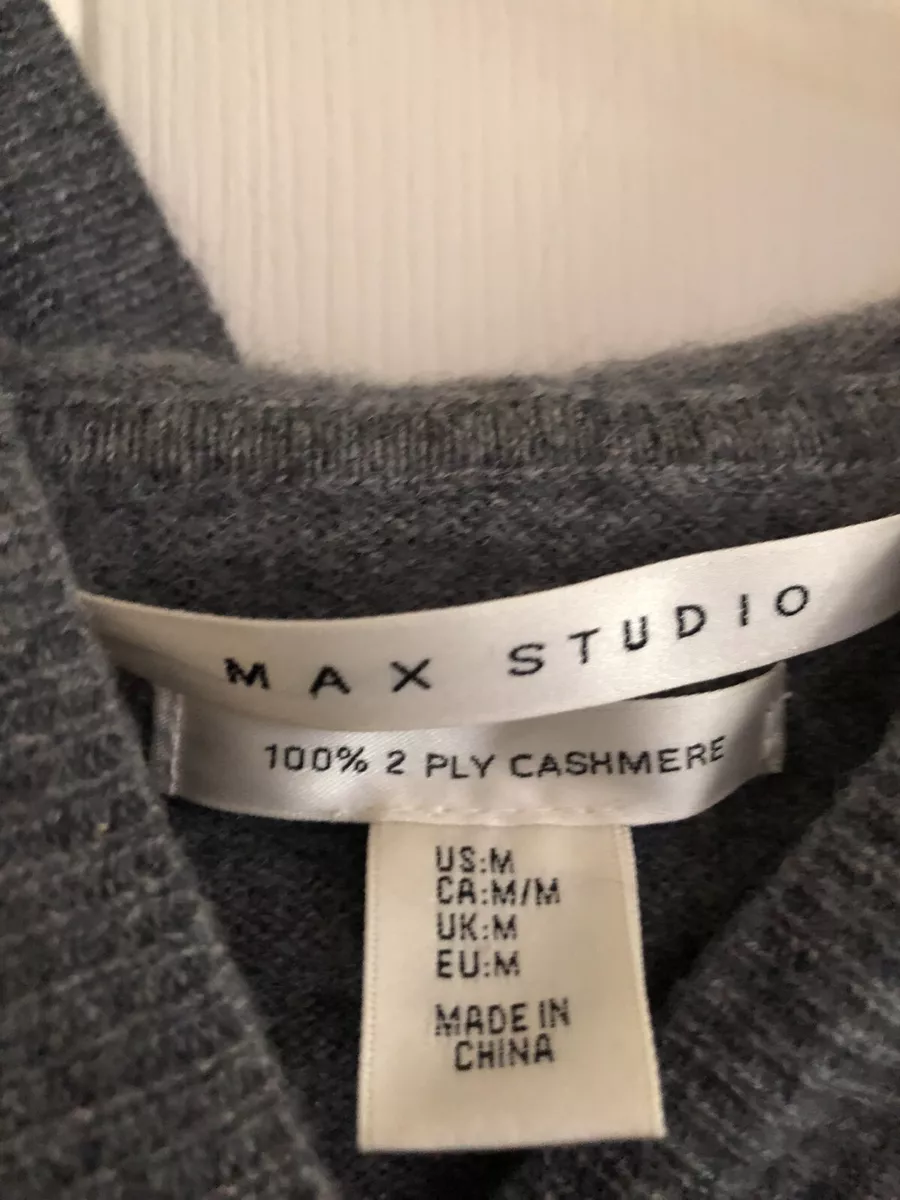 MAX STUDIO
100% 2 PLY CASHMERE
US:M
CA:M/M
UK:M
EU:M
MADE IN
CHINA